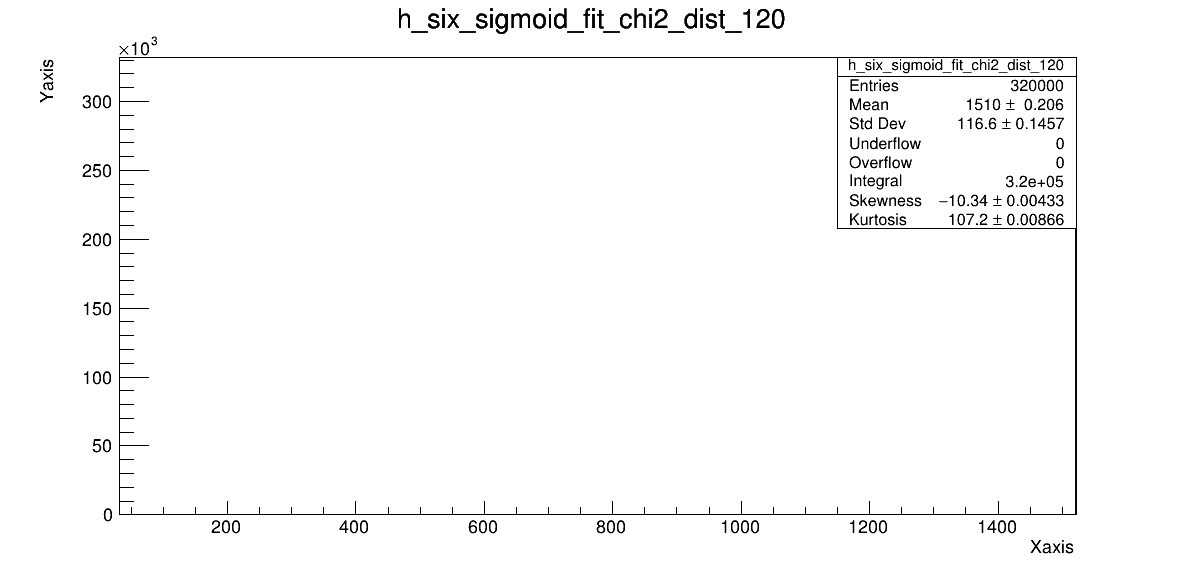 h_six_sigmoid_fit_chi2_dist_120
×10³
Yaxis
h_six_sigmoid_fit_chi2_dist_120
Entries 320000
Mean 1510 ± 0.206
Std Dev 116.6 ± 0.1457
Underflow 0
Overflow 0
Integral 3.2e+05
Skewness −10.34 ± 0.00433
Kurtosis 107.2 ± 0.00866
300
250
200
150
100
50
0
200 400 600 800 1000 1200 1400
Xaxis